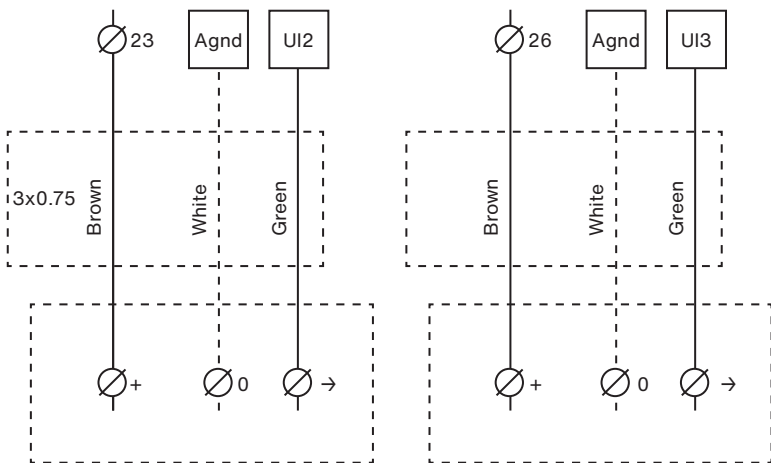 23 Agnd UI2 26 Agnd UI3
3x0.75 Brown White Green Brown White Green
+ 0 → + 0 →